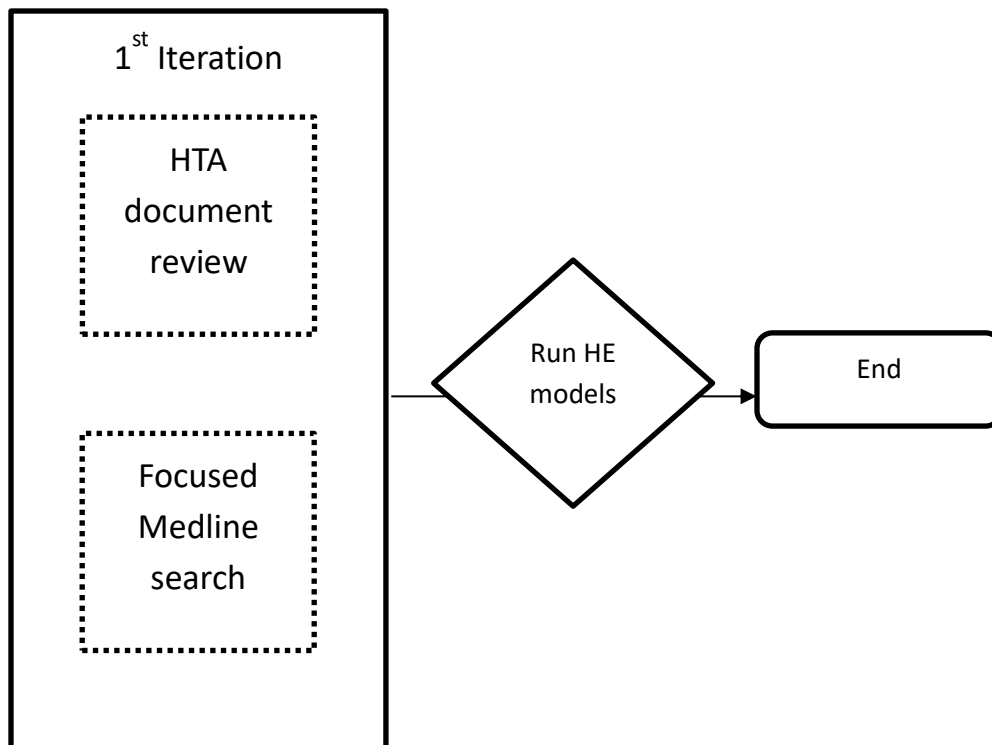 1st Iteration
HTA
document
review
Focused
Medline
search
Run HE
models
End